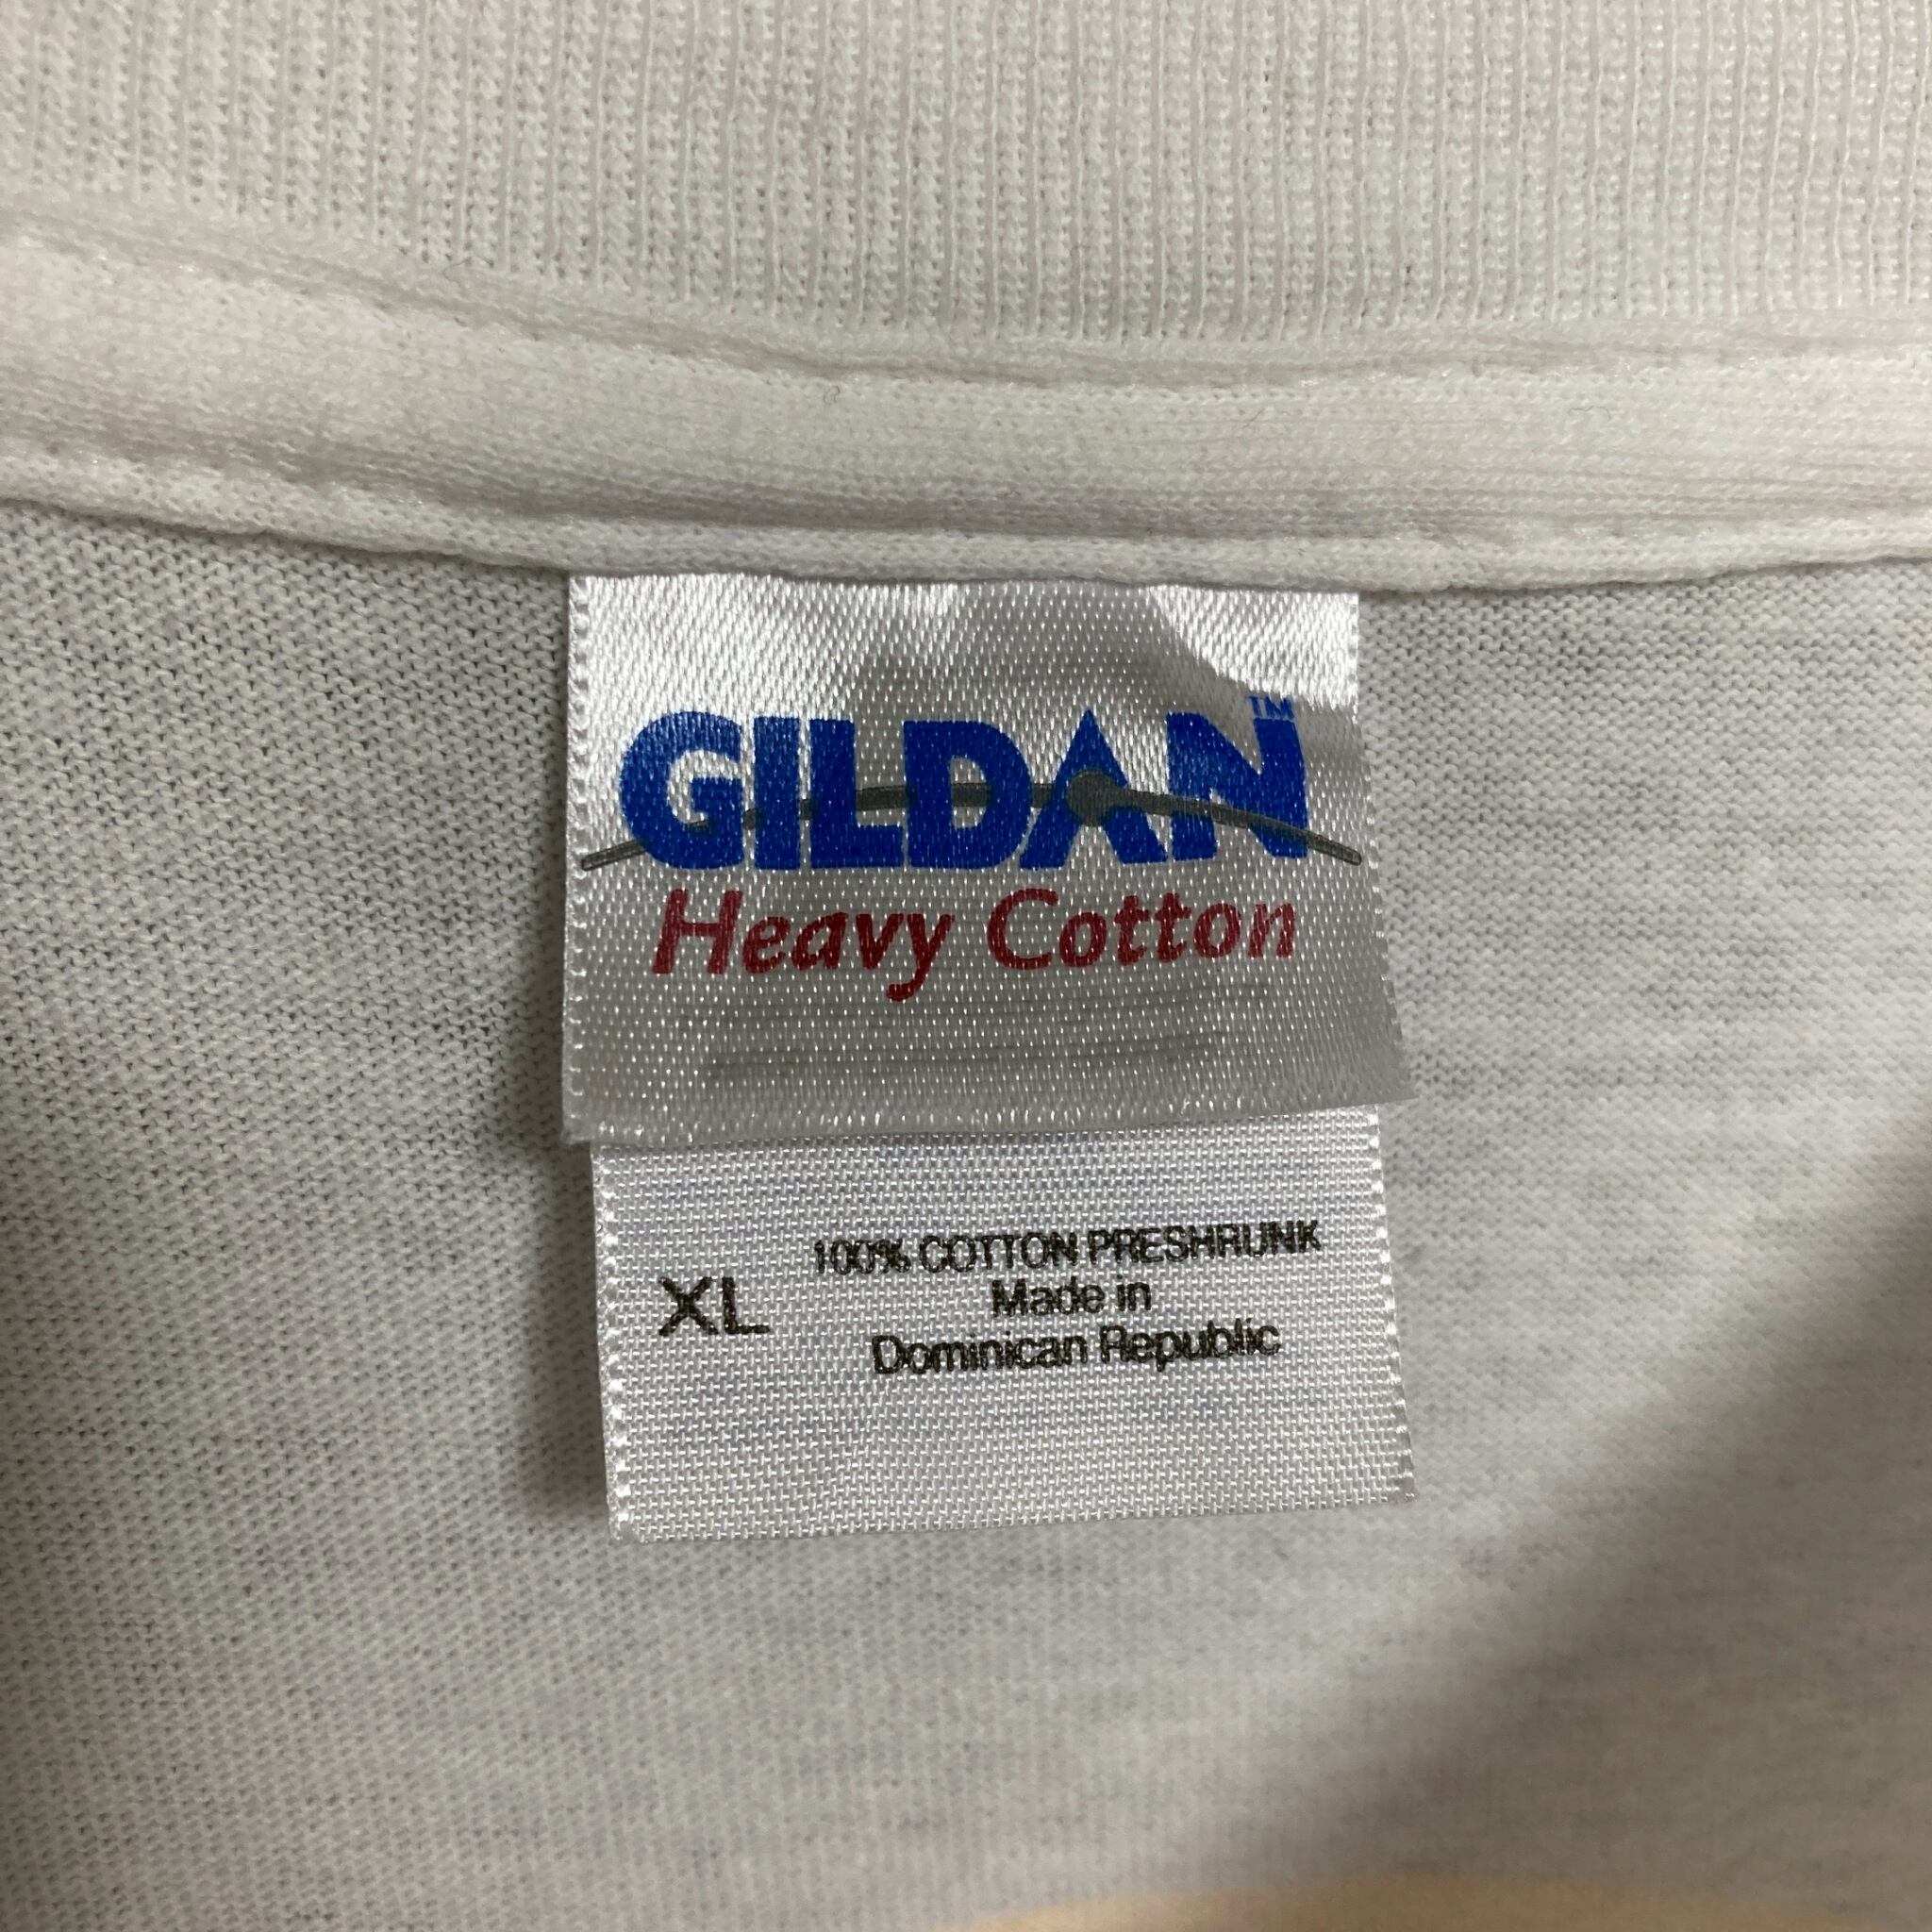 GILDAN™
Heavy Cotton
100% COTTON PRESHRUNK
XL
Made in
Dominican Republic